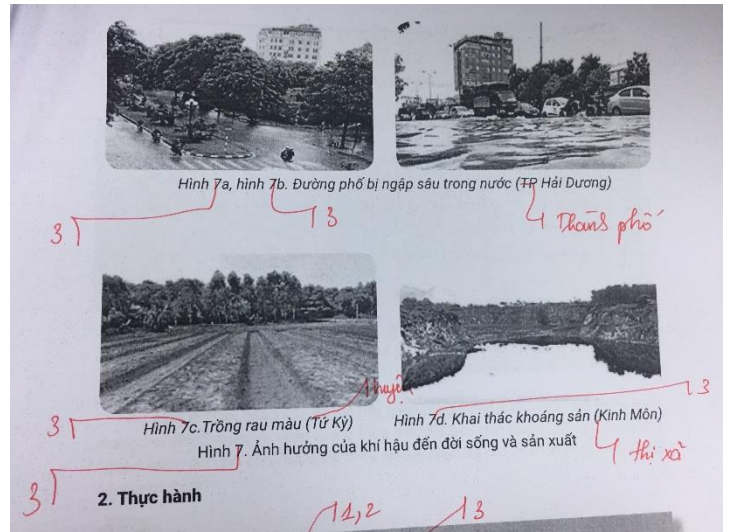 Hình 7a, hình 7b. Đường phố bị ngập sâu trong nước (TP Hải Dương)
3 3 Thành phố
huyện
3 Hình 7c. Trồng rau màu (Tứ Kỳ) Hình 7d. Khai thác khoáng sản (Kinh Môn) 3
Hình 7. Ảnh hưởng của khí hậu đến đời sống và sản xuất thị xã
3
2. Thực hành
1,2 3